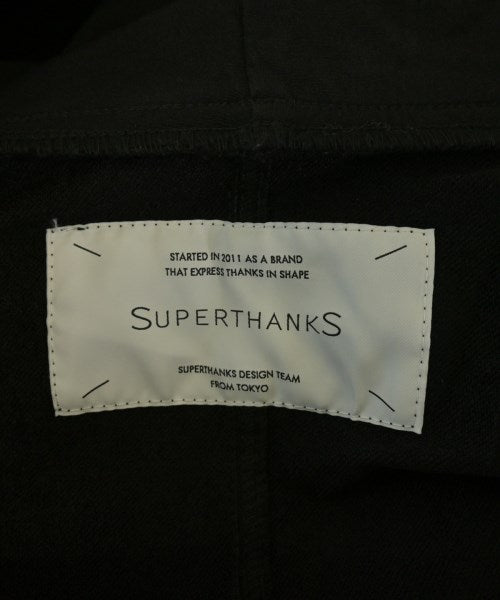 STARTED IN 2011 AS A BRAND
THAT EXPRESS THANKS IN SHAPE
SUPERTHANKS
SUPERTHANKS DESIGN TEAM
FROM TOKYO